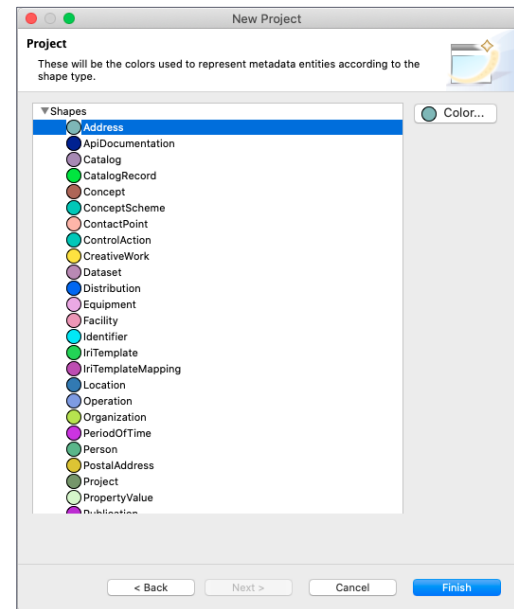 New Project
Project
These will be the colors used to represent metadata entities according to the
shape type.
Shapes
Color...
Address
ApiDocumentation
Catalog
CatalogRecord
Concept
ConceptScheme
ContactPoint
ControlAction
CreativeWork
Dataset
Distribution
Equipment
Facility
Identifier
IriTemplate
IriTemplateMapping
Location
Operation
Organization
PeriodOfTime
Person
PostalAddress
Project
PropertyValue
Publication
< Back
Next >
Cancel
Finish